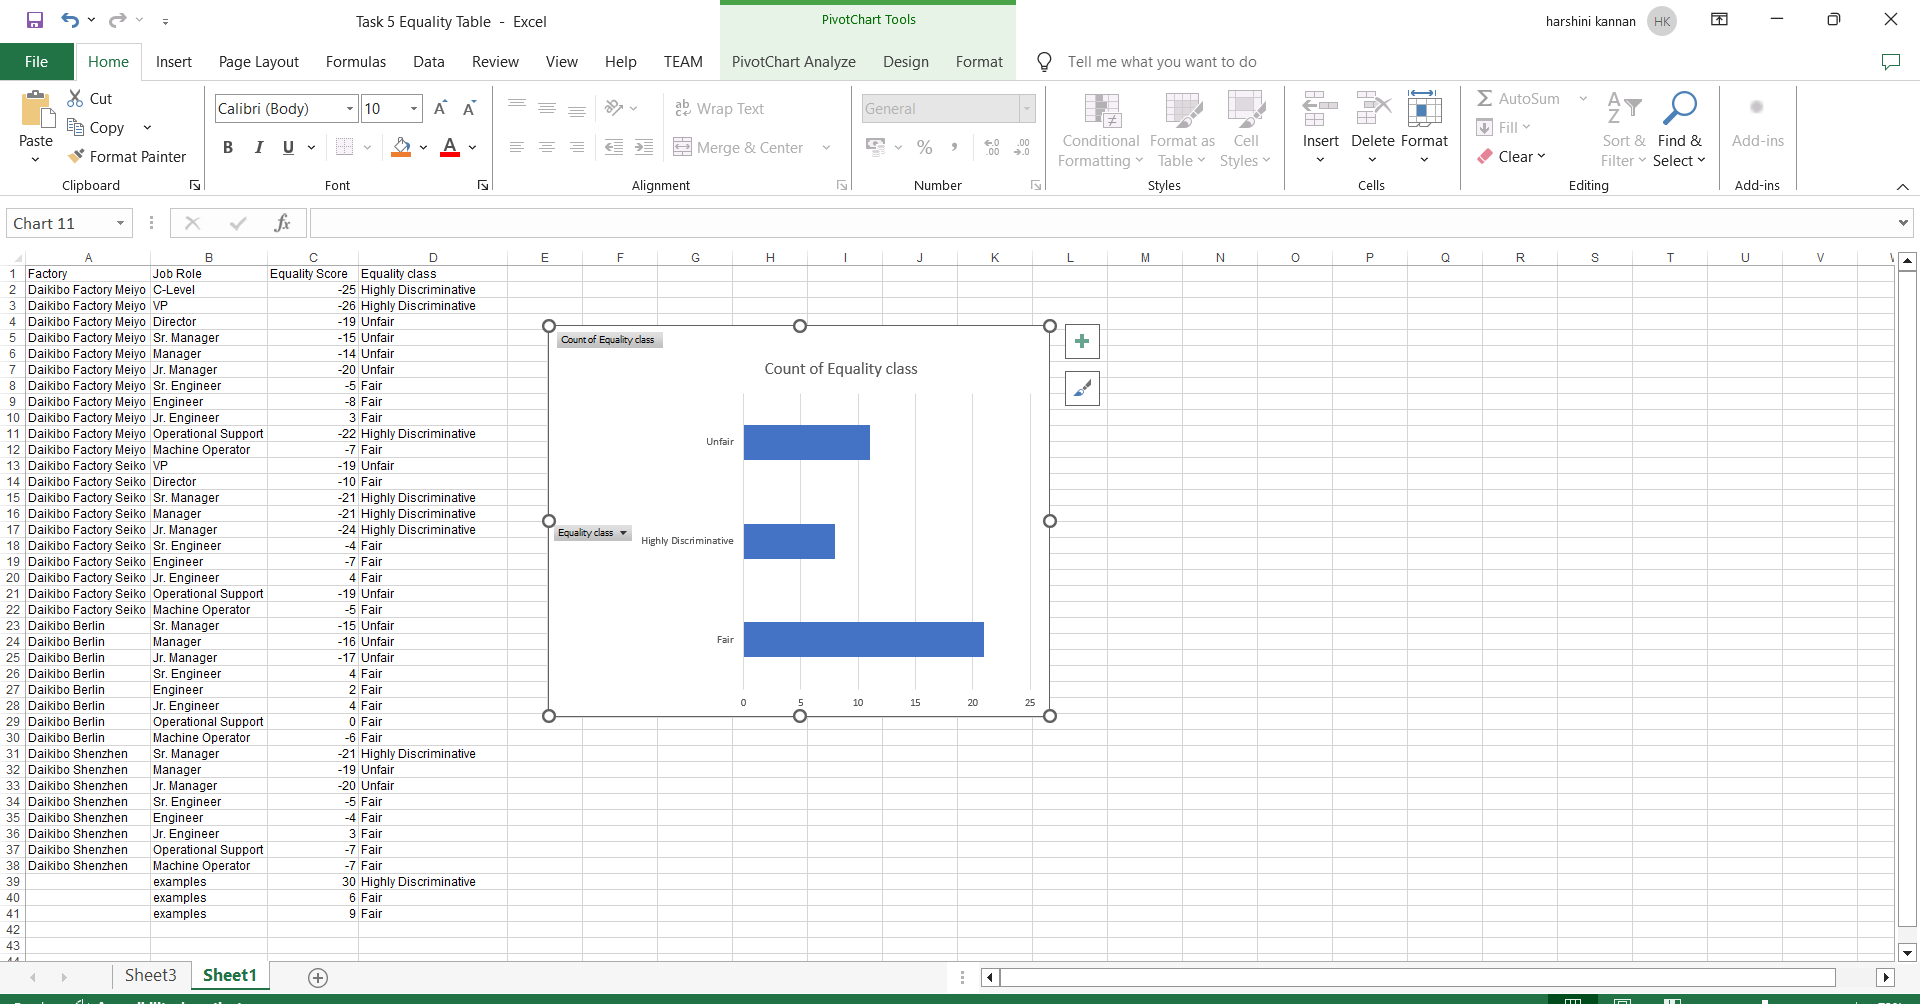 Task 5 Equality Table - Excel
PivotChart Tools
harshini kannan HK
File Home Insert Page Layout Formulas Data Review View Help TEAM PivotChart Analyze Design Format Tell me what you want to do
Paste
Cut
Copy
Format Painter
Clipboard
Calibri (Body) 10
B I U
Font
Wrap Text
Merge & Center
Alignment
General
%
Number
Conditional Formatting
Format as Table
Cell Styles
Styles
Insert
Delete
Format
Cells
AutoSum
Fill
Clear
Sort & Filter
Find & Select
Editing
Add-ins
Add-ins
Chart 11
fx
A B C D E F G H I J K L M N O P Q R S T U V
1 Factory Job Role Equality Score Equality class
2 Daikibo Factory Meiyo C-Level -25 Highly Discriminative
3 Daikibo Factory Meiyo VP -26 Highly Discriminative
4 Daikibo Factory Meiyo Director -19 Unfair
5 Daikibo Factory Meiyo Sr. Manager -15 Unfair
6 Daikibo Factory Meiyo Manager -14 Unfair
7 Daikibo Factory Meiyo Jr. Manager -20 Unfair
8 Daikibo Factory Meiyo Sr. Engineer -5 Fair
9 Daikibo Factory Meiyo Engineer -8 Fair
10 Daikibo Factory Meiyo Jr. Engineer 3 Fair
11 Daikibo Factory Meiyo Operational Support -22 Highly Discriminative
12 Daikibo Factory Meiyo Machine Operator -7 Fair
13 Daikibo Factory Seiko VP -19 Unfair
14 Daikibo Factory Seiko Director -10 Fair
15 Daikibo Factory Seiko Sr. Manager -21 Highly Discriminative
16 Daikibo Factory Seiko Manager -21 Highly Discriminative
17 Daikibo Factory Seiko Jr. Manager -24 Highly Discriminative
18 Daikibo Factory Seiko Sr. Engineer -4 Fair
19 Daikibo Factory Seiko Engineer -7 Fair
20 Daikibo Factory Seiko Jr. Engineer 4 Fair
21 Daikibo Factory Seiko Operational Support -19 Unfair
22 Daikibo Factory Seiko Machine Operator -5 Fair
23 Daikibo Berlin Sr. Manager -15 Unfair
24 Daikibo Berlin Manager -16 Unfair
25 Daikibo Berlin Jr. Manager -17 Unfair
26 Daikibo Berlin Sr. Engineer 4 Fair
27 Daikibo Berlin Engineer 2 Fair
28 Daikibo Berlin Jr. Engineer 4 Fair
29 Daikibo Berlin Operational Support 0 Fair
30 Daikibo Berlin Machine Operator -6 Fair
31 Daikibo Shenzhen Sr. Manager -21 Highly Discriminative
32 Daikibo Shenzhen Manager -19 Unfair
33 Daikibo Shenzhen Jr. Manager -20 Unfair
34 Daikibo Shenzhen Sr. Engineer -5 Fair
35 Daikibo Shenzhen Engineer -4 Fair
36 Daikibo Shenzhen Jr. Engineer 3 Fair
37 Daikibo Shenzhen Operational Support -7 Fair
38 Daikibo Shenzhen Machine Operator -7 Fair
39 examples 30 Highly Discriminative
40 examples 6 Fair
41 examples 9 Fair
42
43
Count of Equality class
Count of Equality class
Unfair
Equality class
Highly Discriminative
Fair
0 5 10 15 20 25
Sheet3 Sheet1